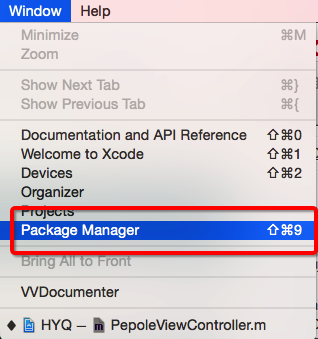 Window Help
Minimize ⌘M
Zoom
Show Next Tab ⌘}
Show Previous Tab ⌘{
Documentation and API Reference ⇧⌘0
Welcome to Xcode ⇧⌘1
Devices ⇧⌘2
Organizer
Projects
Package Manager ⇧⌘9
Bring All to Front
VVDocumenter
HYQ — PepoleViewController.m